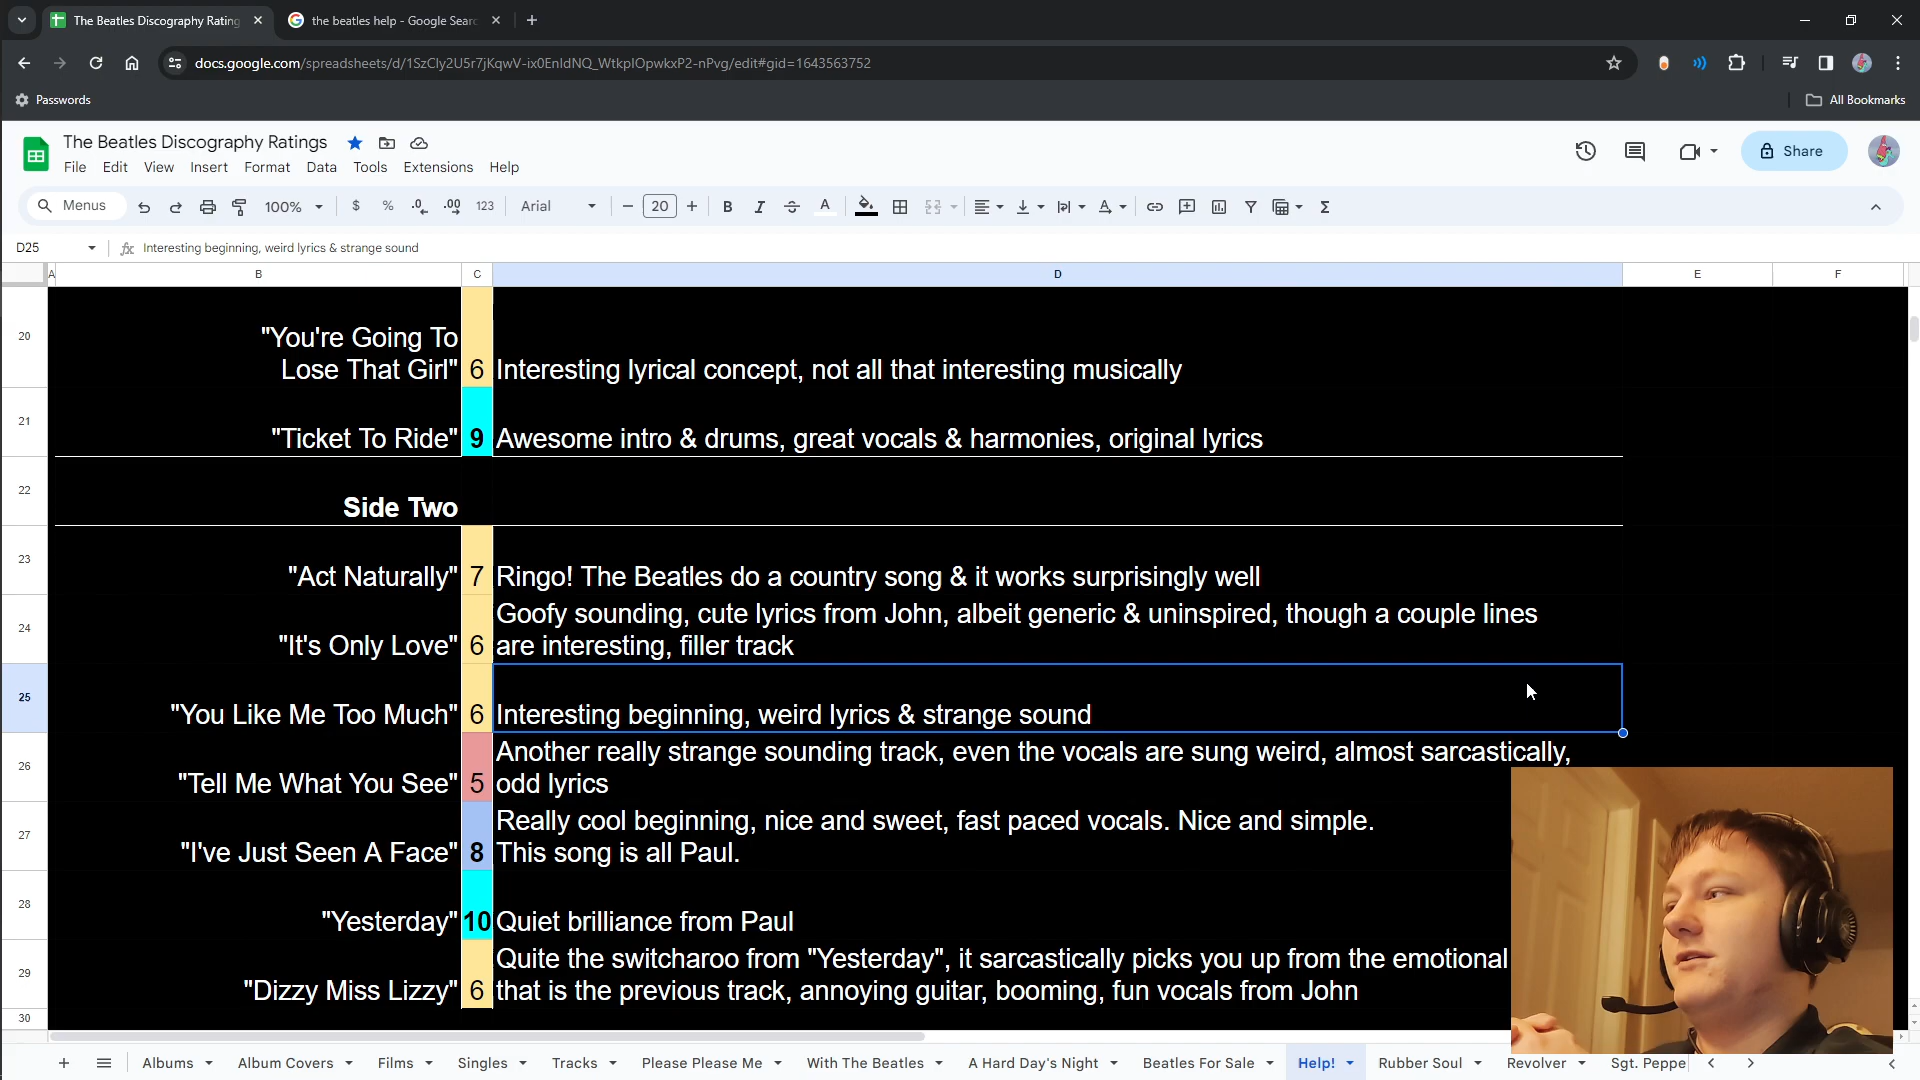 The Beatles Discography Rating
the beatles help - Google Sear
docs.google.com/spreadsheets/d/1SzCly2U5r7jKqwV-ix0EnIdNQ_WtkpIOpwkxP2-nPvg/edit#gid=1643563752
Passwords
All Bookmarks
The Beatles Discography Ratings
File Edit View Insert Format Data Tools Extensions Help
Share
Menus 100% $ % .0 .00 123 Arial 20 B I A
D25 fx Interesting beginning, weird lyrics & strange sound
A B C D E F
20 "You're Going To
Lose That Girl" 6 Interesting lyrical concept, not all that interesting musically
21 "Ticket To Ride" 9 Awesome intro & drums, great vocals & harmonies, original lyrics
22 Side Two
23 "Act Naturally" 7 Ringo! The Beatles do a country song & it works surprisingly well
24 Goofy sounding, cute lyrics from John, albeit generic & uninspired, though a couple lines
"It's Only Love" 6 are interesting, filler track
25 "You Like Me Too Much" 6 Interesting beginning, weird lyrics & strange sound
26 Another really strange sounding track, even the vocals are sung weird, almost sarcastically,
"Tell Me What You See" 5 odd lyrics
27 Really cool beginning, nice and sweet, fast paced vocals. Nice and simple.
"I've Just Seen A Face" 8 This song is all Paul.
28 "Yesterday" 10 Quiet brilliance from Paul
29 Quite the switcharoo from "Yesterday", it sarcastically picks you up from the emotional
"Dizzy Miss Lizzy" 6 that is the previous track, annoying guitar, booming, fun vocals from John
30
Albums Album Covers Films Singles Tracks Please Please Me With The Beatles A Hard Day's Night Beatles For Sale Help! Rubber Soul Revolver Sgt. Peppe